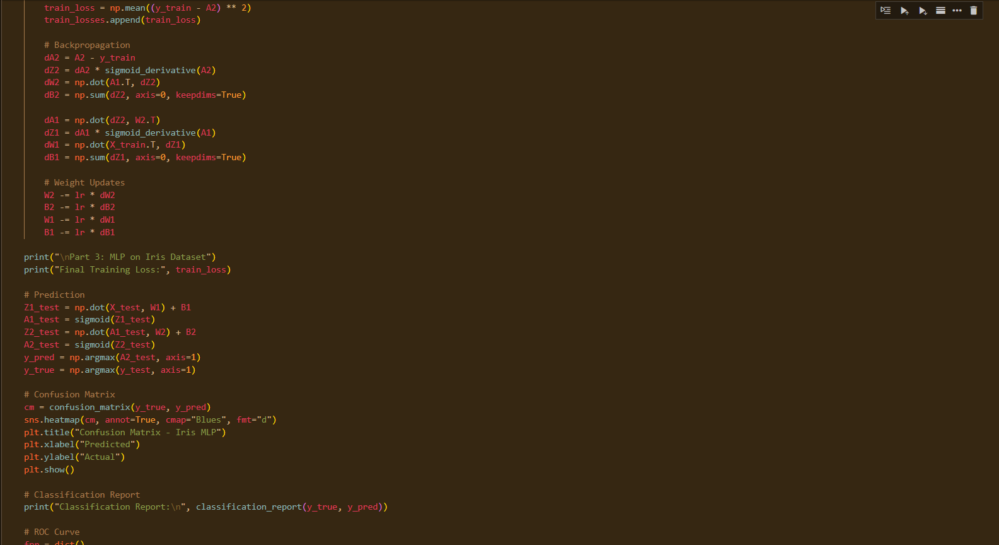 train_loss = np.mean((y_train - A2) ** 2)
train_losses.append(train_loss)
# Backpropagation
dA2 = A2 - y_train
dZ2 = dA2 * sigmoid_derivative(A2)
dW2 = np.dot(A1.T, dZ2)
dB2 = np.sum(dZ2, axis=0, keepdims=True)
dA1 = np.dot(dZ2, W2.T)
dZ1 = dA1 * sigmoid_derivative(A1)
dW1 = np.dot(X_train.T, dZ1)
dB1 = np.sum(dZ1, axis=0, keepdims=True)
# Weight Updates
W2 -= lr * dW2
B2 -= lr * dB2
W1 -= lr * dW1
B1 -= lr * dB1
print("\nPart 3: MLP on Iris Dataset")
print("Final Training Loss:", train_loss)
# Prediction
Z1_test = np.dot(X_test, W1) + B1
A1_test = sigmoid(Z1_test)
Z2_test = np.dot(A1_test, W2) + B2
A2_test = sigmoid(Z2_test)
y_pred = np.argmax(A2_test, axis=1)
y_true = np.argmax(y_test, axis=1)
# Confusion Matrix
cm = confusion_matrix(y_true, y_pred)
sns.heatmap(cm, annot=True, cmap="Blues", fmt="d")
plt.title("Confusion Matrix - Iris MLP")
plt.xlabel("Predicted")
plt.ylabel("Actual")
plt.show()
# Classification Report
print("Classification Report:\n", classification_report(y_true, y_pred))
# ROC Curve
fpr = dict()